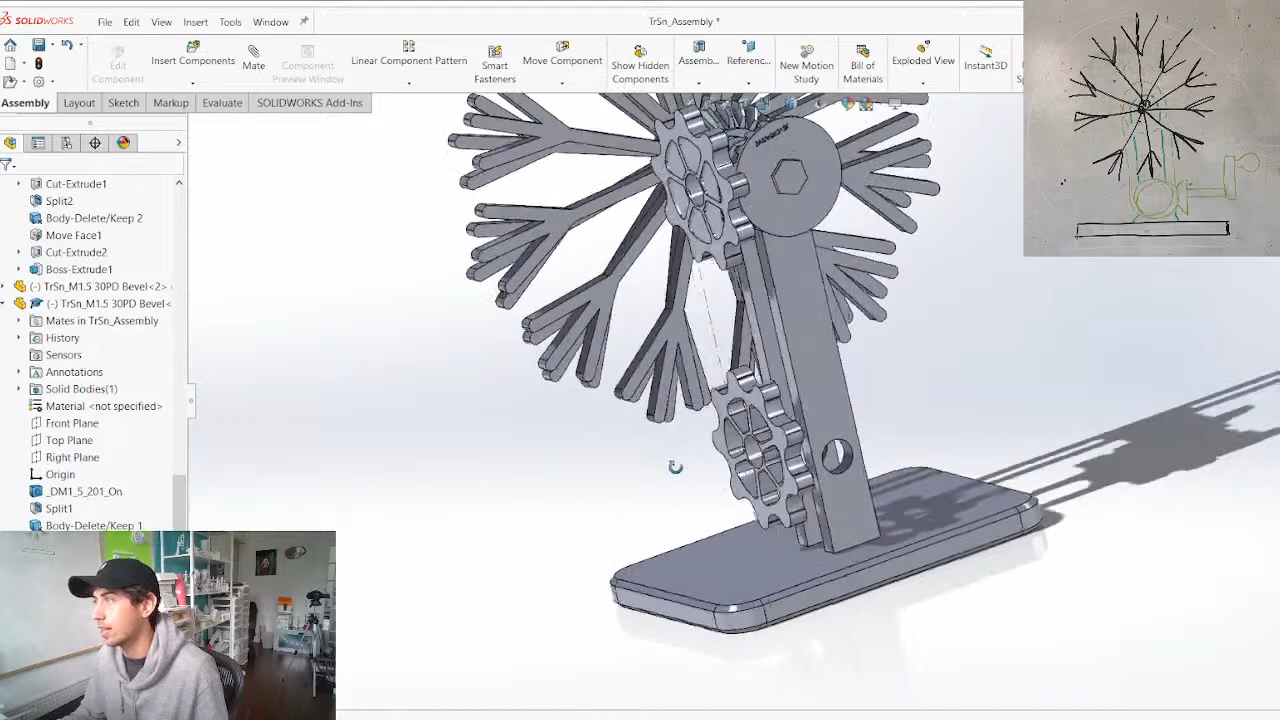 SOLIDWORKS
File Edit View Insert Tools Window
TrSn_Assembly *
Edit Component
Insert Components
Mate
Component Preview Window
Linear Component Pattern
Smart Fasteners
Move Component
Show Hidden Components
Assemb...
Referenc...
New Motion Study
Bill of Materials
Exploded View
Instant3D
Assembly Layout Sketch Markup Evaluate SOLIDWORKS Add-Ins
Cut-Extrude1
Split2
Body-Delete/Keep 2
Move Face1
Cut-Extrude2
Boss-Extrude1
(-) TrSn_M1.5 30PD Bevel<2>
(-) TrSn_M1.5 30PD Bevel<
Mates in TrSn_Assembly
History
Sensors
Annotations
Solid Bodies(1)
Material <not specified>
Front Plane
Top Plane
Right Plane
Origin
_DM1_5_201_On
Split1
Body-Delete/Keep 1